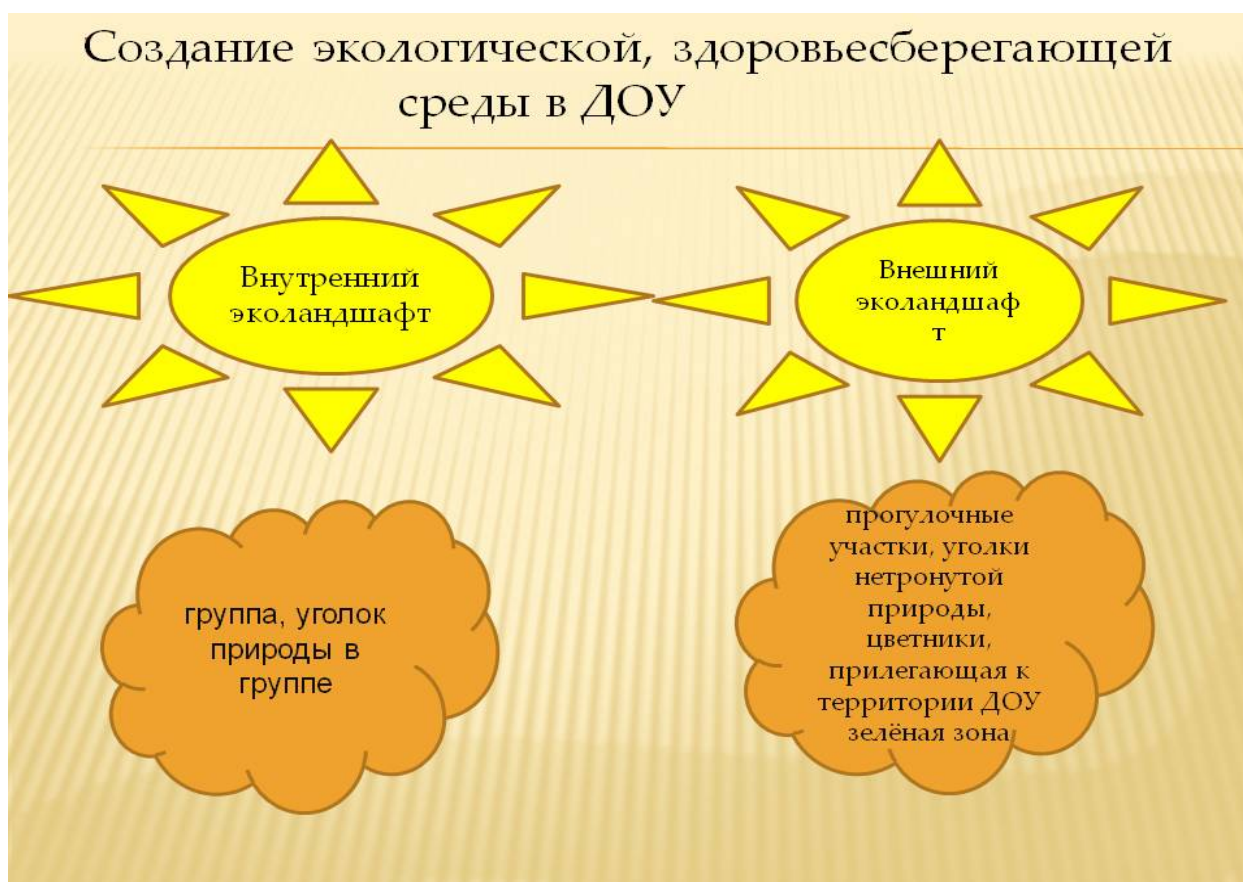 Создание экологической, здоровьесберегающей
среды в ДОУ
Внутренний
эколандшафт
Внешний
эколандшаф
т
группа, уголок
природы в
группе
прогулочные
участки, уголки
нетронутой
природы,
цветники,
прилегающая к
территории ДОУ
зелёная зона